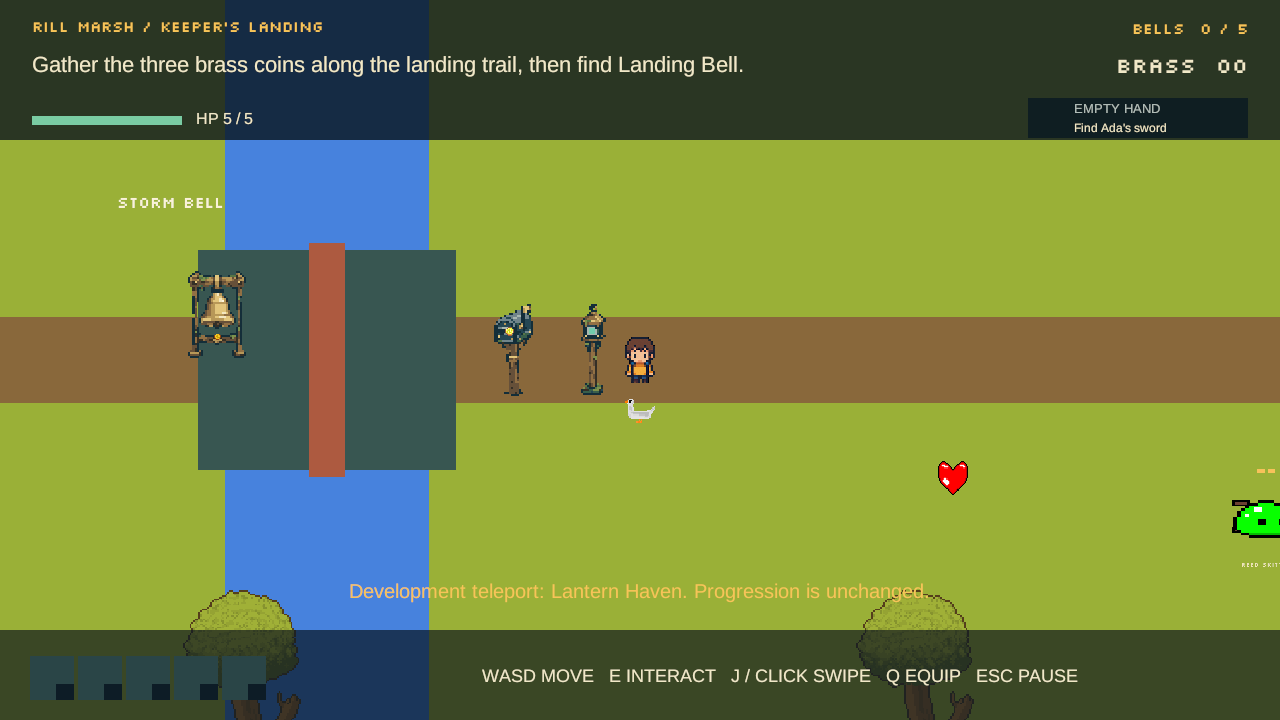 RILL MARSH / KEEPER'S LANDING
BELLS 0 / 5
Gather the three brass coins along the landing trail, then find Landing Bell.
BRASS 00
HP 5 / 5
EMPTY HAND
Find Ada's sword
STORM BELL
Development teleport: Lantern Haven. Progression is unchanged.
WASD MOVE E INTERACT J / CLICK SWIPE Q EQUIP ESC PAUSE